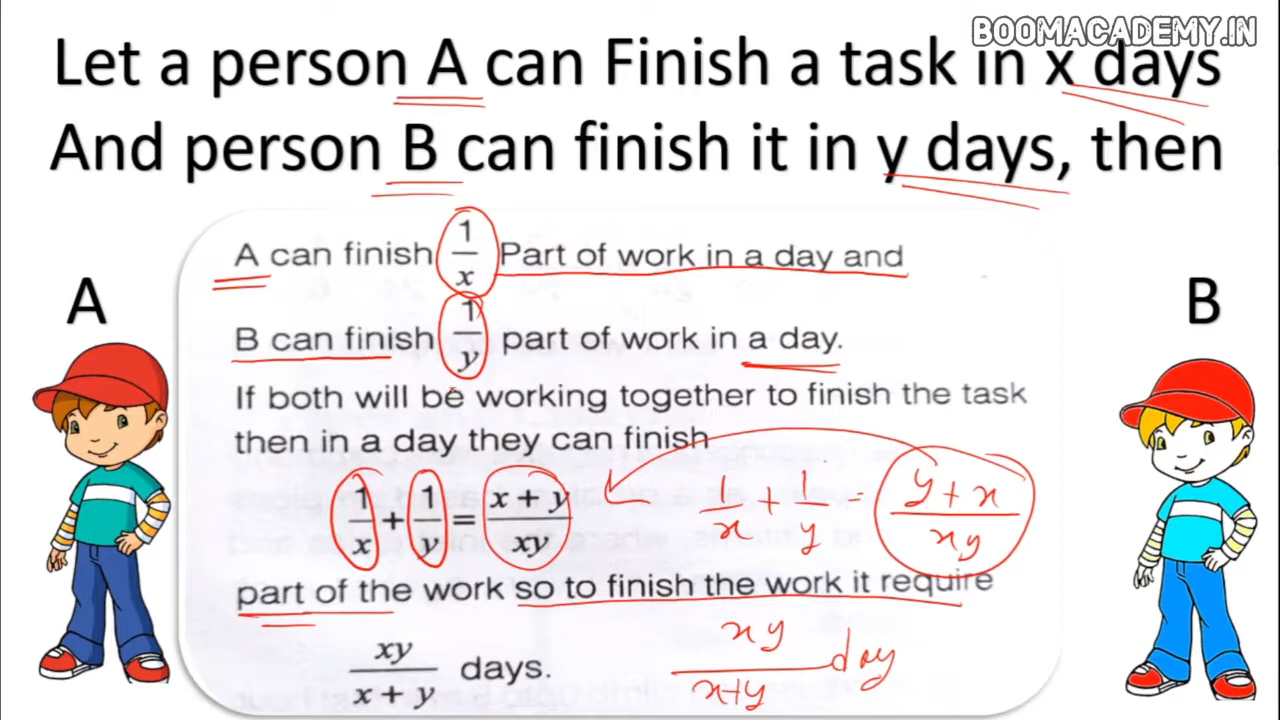 BOOMACADEMY.IN
Let a person A can Finish a task in x days
And person B can finish it in y days, then
A can finish 1/x Part of work in a day and
B can finish 1/y part of work in a day.
If both will be working together to finish the task
then in a day they can finish
1/x + 1/y = x + y/xy
1/x + 1/y = y + x/xy
part of the work so to finish the work it require
xy/x + y days.
xy/x+y day
A
B